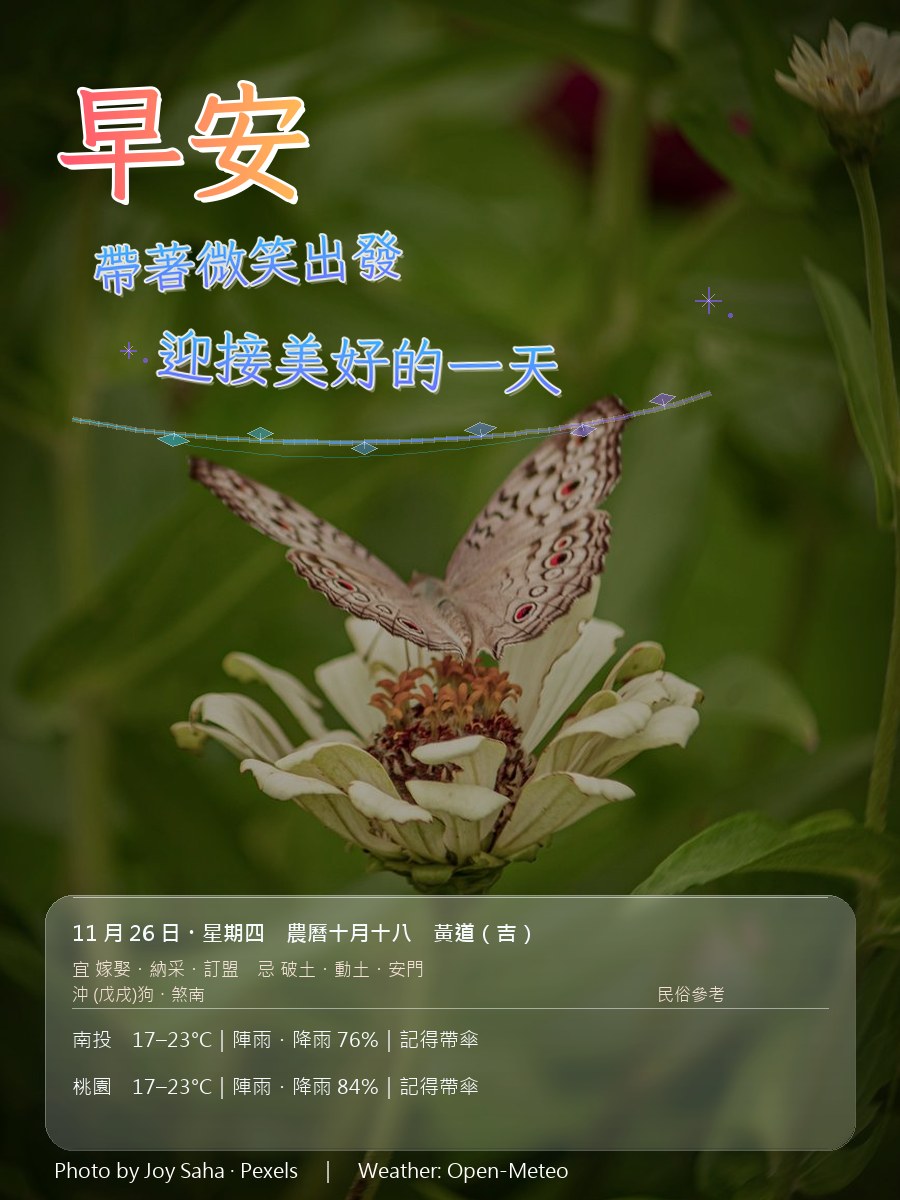 早安
帶著微笑出發
迎接美好的一天
11 月 26 日・星期四　農曆十月十八　黃道（吉）
宜 嫁娶・納采・訂盟　忌 破土・動土・安門
沖 (戊戌)狗・煞南　民俗參考
南投　17–23°C｜陣雨・降雨 76%｜記得帶傘
桃園　17–23°C｜陣雨・降雨 84%｜記得帶傘
Photo by Joy Saha · Pexels　|　Weather: Open-Meteo